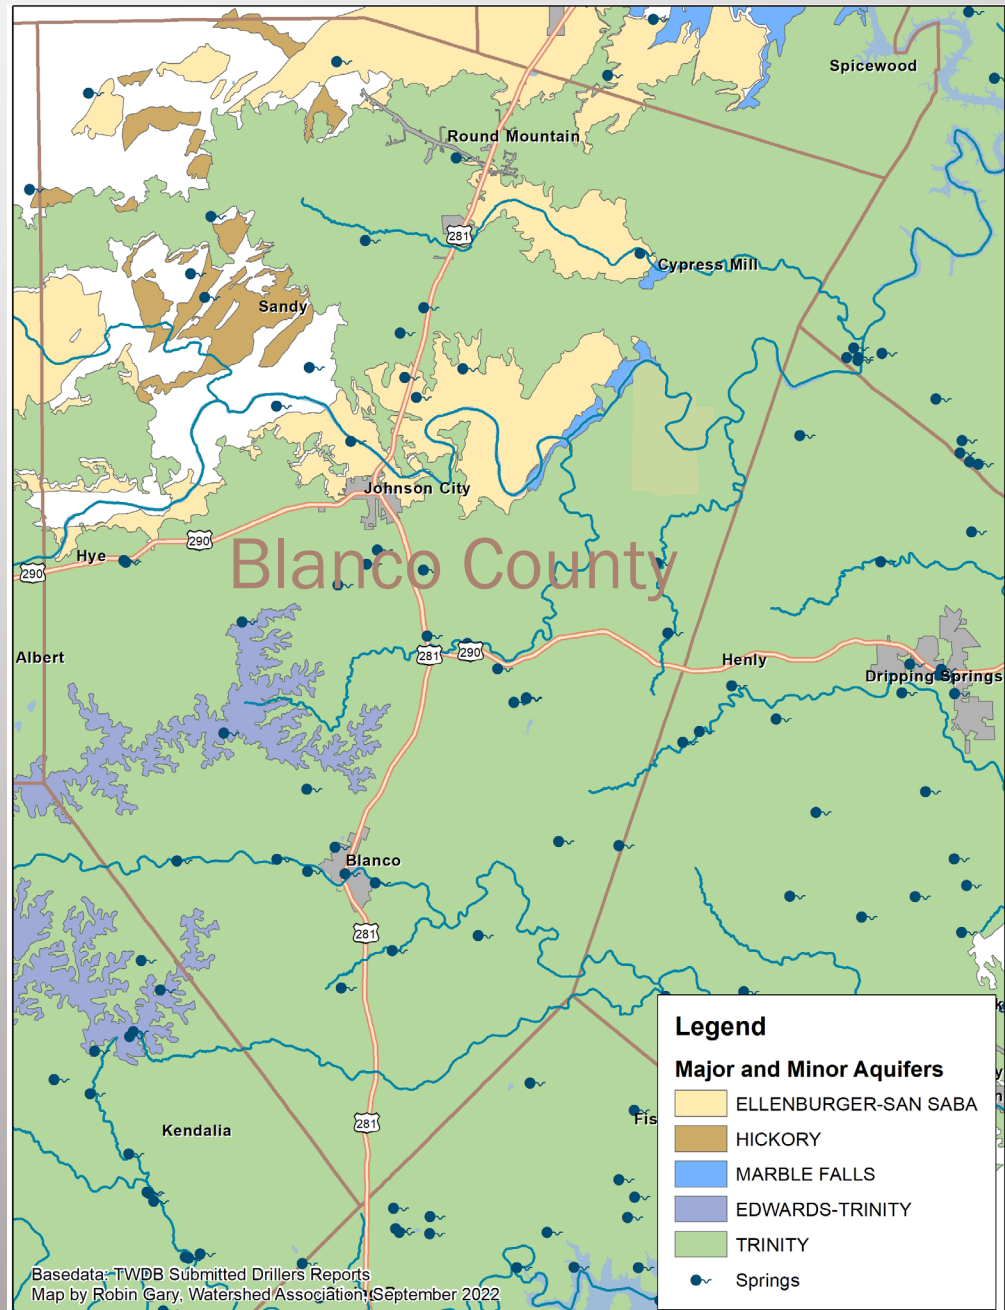 Spicewood
Round Mountain
281
Cypress Mill
Sandy
Johnson City
290
Hye
Blanco County
290
Albert
281
290
Henly
Dripping Springs
Blanco
281
281
Kendalia
Fis
Legend
Major and Minor Aquifers
ELLENBURGER-SAN SABA
HICKORY
MARBLE FALLS
EDWARDS-TRINITY
TRINITY
Springs
Basedata: TWDB Submitted Drillers Reports
Map by Robin Gary, Watershed Association, September 2022